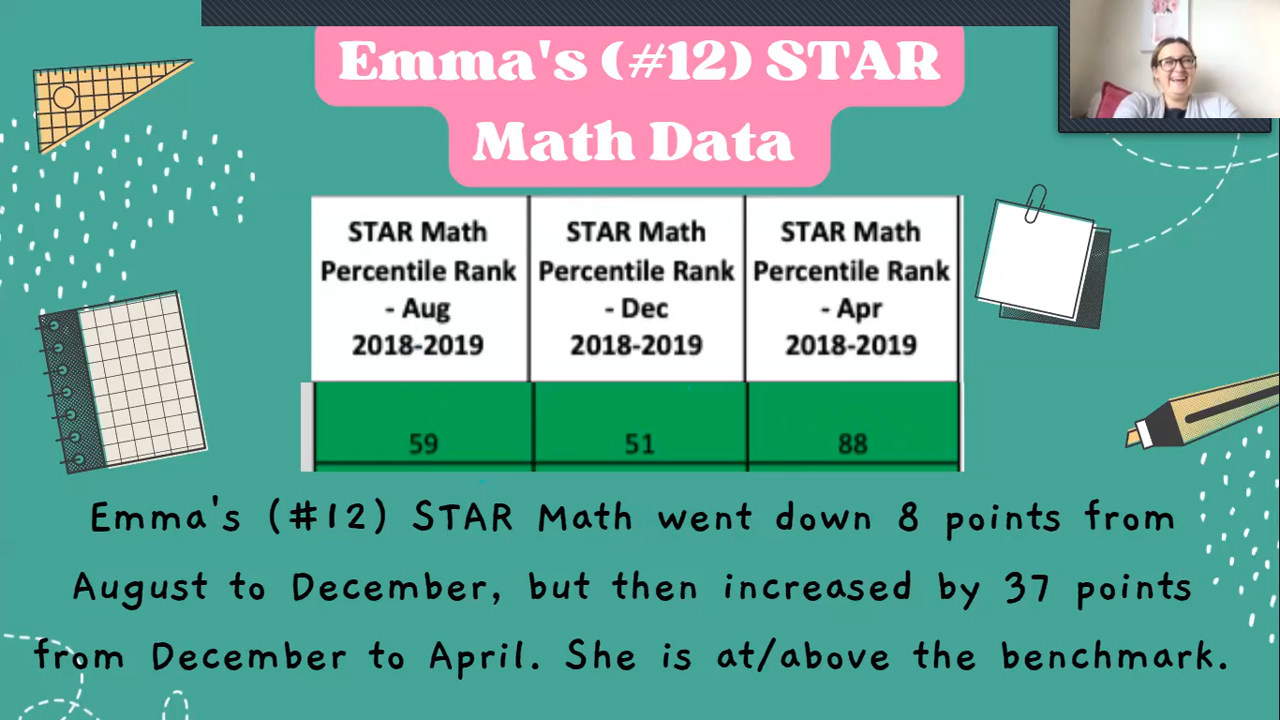 Emma's (#12) STAR
Math Data
STAR Math
Percentile Rank
- Aug
2018-2019
STAR Math
Percentile Rank
- Dec
2018-2019
STAR Math
Percentile Rank
- Apr
2018-2019
59
51
88
Emma's (#12) STAR Math went down 8 points from
August to December, but then increased by 37 points
from December to April. She is at/above the benchmark.